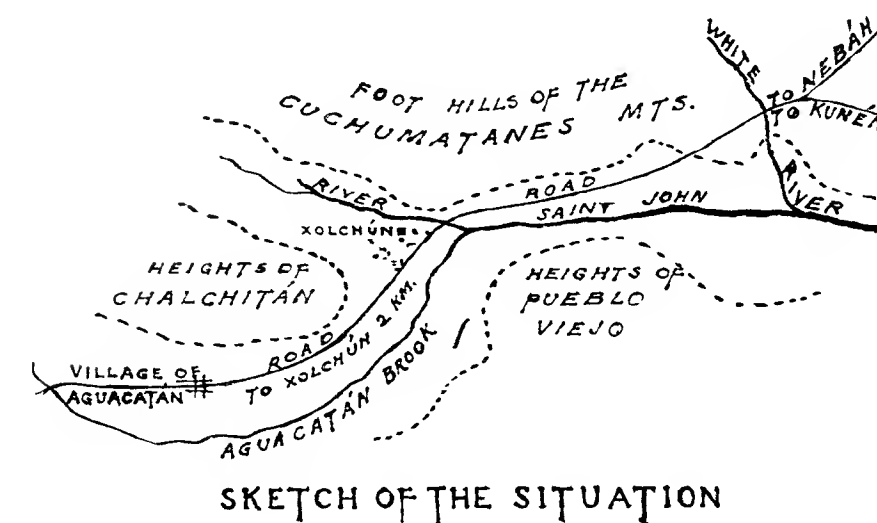 WHITE
RIVER
TO NEBÁH
TO KUNÉN
FOOT HILLS OF THE
CUCHUMATANES MTS.
RIVER
ROAD
SAINT JOHN
XOLCHÚN
HEIGHTS OF
CHALCHITÁN
HEIGHTS OF
PUEBLO
VIEJO
ROAD
TO XOLCHÚN 2 KM.
VILLAGE OF
AGUACATÁN
AGUACATÁN BROOK
SKETCH OF THE SITUATION